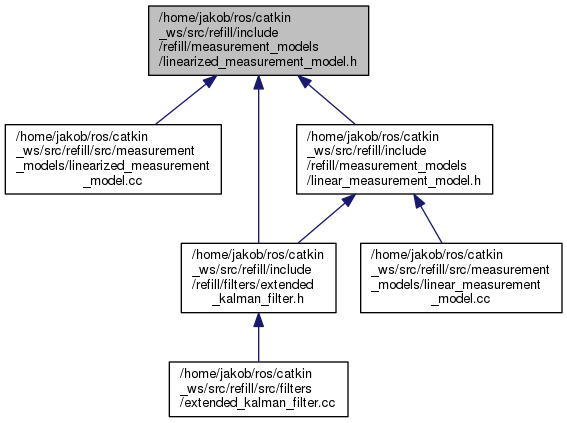 /home/jakob/ros/catkin
_ws/src/refill/include
/refill/measurement_models
/linearized_measurement_model.h
/home/jakob/ros/catkin
_ws/src/refill/src/measurement
_models/linearized_measurement
_model.cc
/home/jakob/ros/catkin
_ws/src/refill/include
/refill/measurement_models
/linear_measurement_model.h
/home/jakob/ros/catkin
_ws/src/refill/include
/refill/filters/extended
_kalman_filter.h
/home/jakob/ros/catkin
_ws/src/refill/src/measurement
_models/linear_measurement
_model.cc
/home/jakob/ros/catkin
_ws/src/refill/src/filters
/extended_kalman_filter.cc